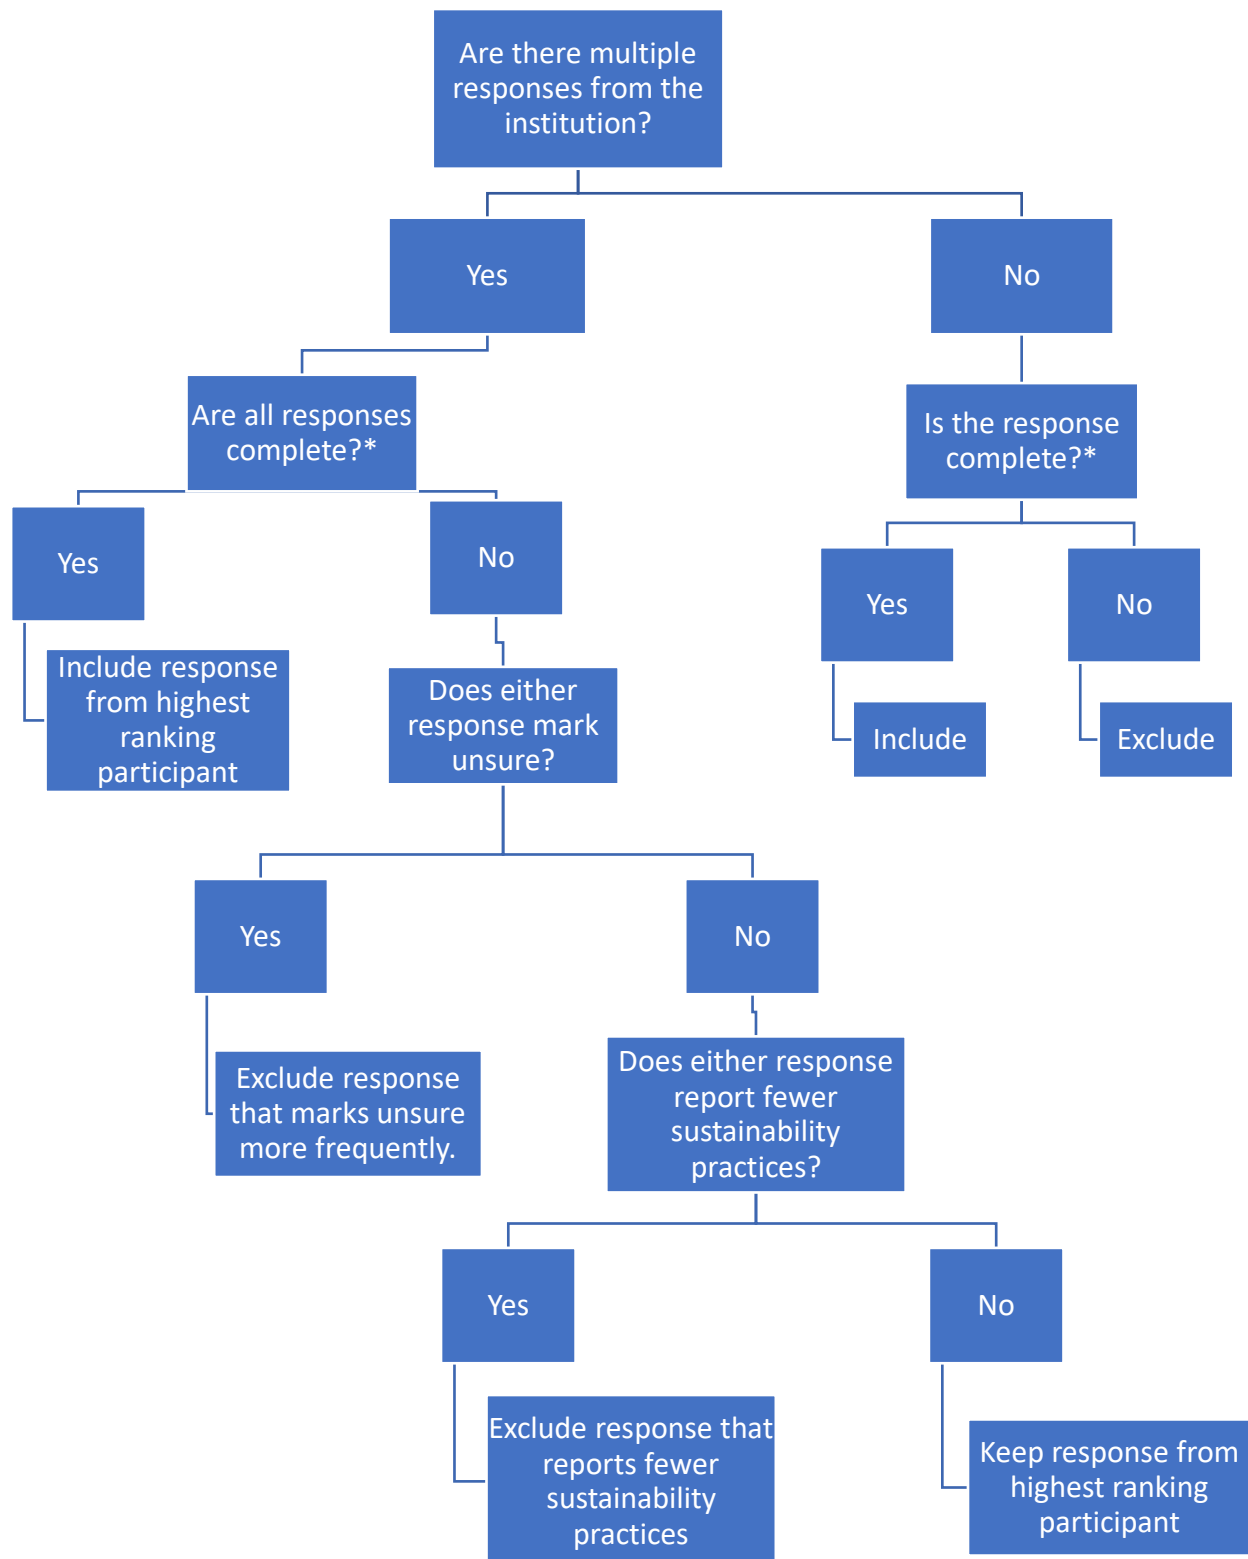 Are there multiple
responses from the
institution?
Yes
No
Are all responses
complete?*
Is the response
complete?*
Yes
No
Yes
No
Include response
from highest
ranking
participant
Does either
response mark
unsure?
Include
Exclude
Yes
No
Exclude response
that marks unsure
more frequently.
Does either response
report fewer
sustainability
practices?
Yes
No
Exclude response that
reports fewer
sustainability
practices
Keep response from
highest ranking
participant